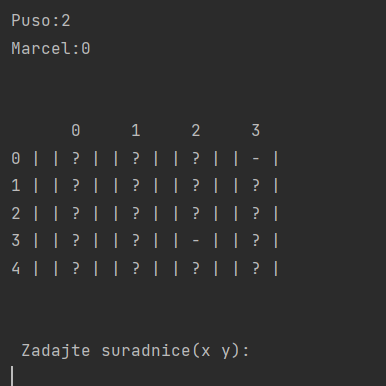 Puso:2
Marcel:0
0 1 2 3
0 | | ? | | ? | | ? | | - |
1 | | ? | | ? | | ? | | ? |
2 | | ? | | ? | | ? | | ? |
3 | | ? | | ? | | - | | ? |
4 | | ? | | ? | | ? | | ? |
Zadajte suradnice(x y):